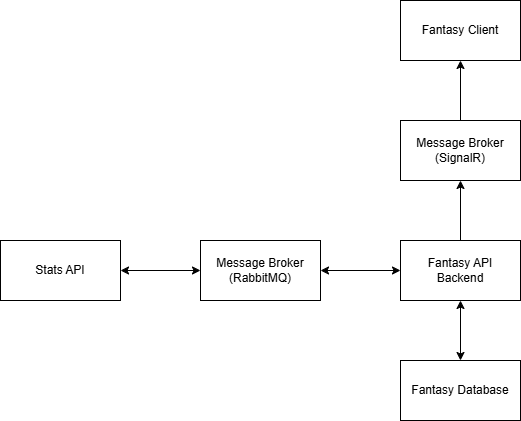 Fantasy Client
Message Broker
(SignalR)
Stats API
Message Broker
(RabbitMQ)
Fantasy API
Backend
Fantasy Database